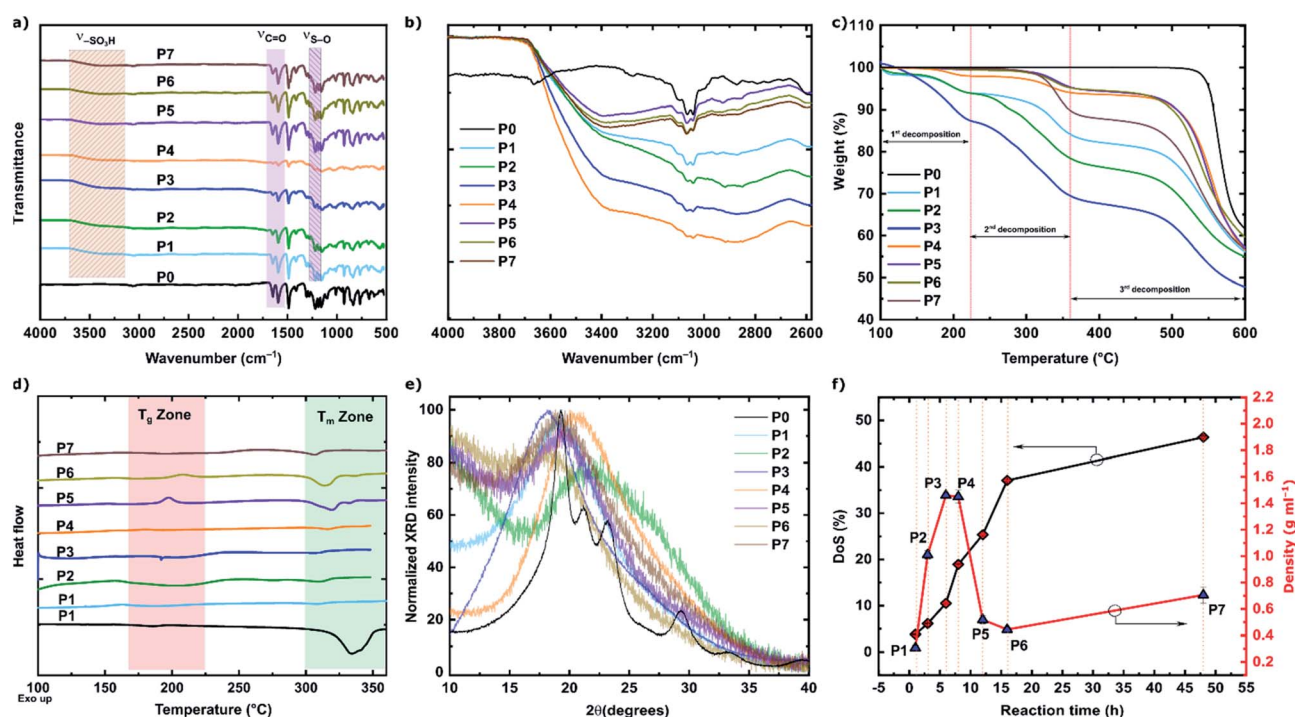 a)
ν–SO₃H
νC=O
νS–O
P7
P6
P5
P4
P3
P2
P1
P0
Transmittance
4000 3500 3000 2500 2000 1500 1000 500
Wavenumber (cm⁻¹)
b)
P0
P1
P2
P3
P4
P5
P6
P7
4000 3800 3600 3400 3200 3000 2800 2600
Wavenumber (cm⁻¹)
c)
110
100
90
80
70
60
50
40
Weight (%)
1st decomposition
2nd decomposition
3rd decomposition
P0
P1
P2
P3
P4
P5
P6
P7
100 200 300 400 500 600
Temperature (°C)
d)
Tg Zone
Tm Zone
P7
P6
P5
P4
P3
P2
P1
P1
Heat flow
100 150 200 250 300 350
Exo up
Temperature (°C)
e)
100
80
60
40
20
0
Normalized XRD intensity
P0
P1
P2
P3
P4
P5
P6
P7
10 15 20 25 30 35 40
2θ(degrees)
f)
50
40
30
20
10
0
DoS (%)
2.2
2.0
1.8
1.6
1.4
1.2
1.0
0.8
0.6
0.4
0.2
Density (g ml⁻¹)
P3
P4
P2
P1
P5
P6
P7
-5 0 5 10 15 20 25 30 35 40 45 50 55
Reaction time (h)